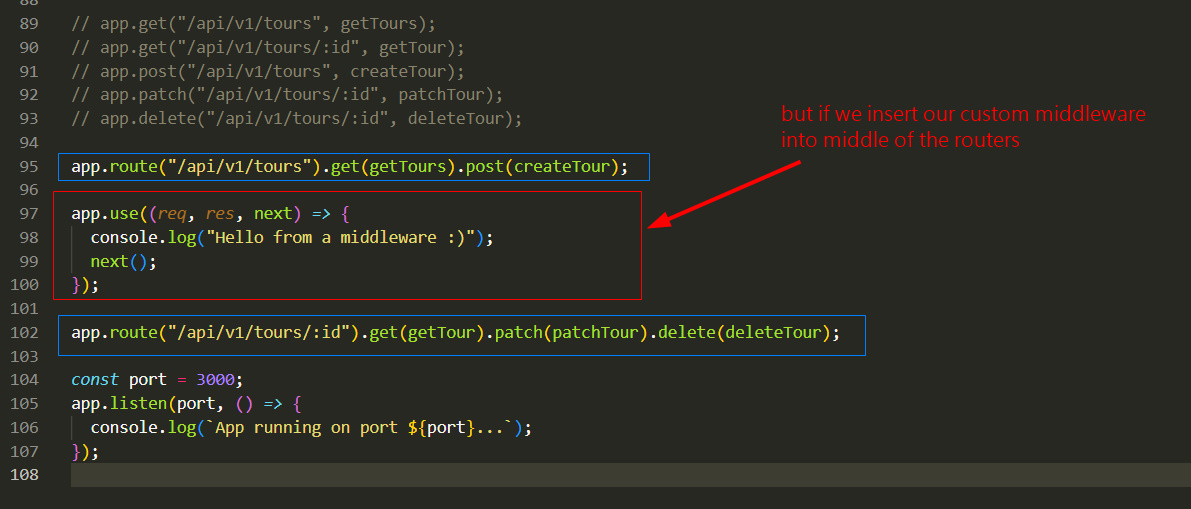 88
89 // app.get("/api/v1/tours", getTours);
90 // app.get("/api/v1/tours/:id", getTour);
91 // app.post("/api/v1/tours", createTour);
92 // app.patch("/api/v1/tours/:id", patchTour);
93 // app.delete("/api/v1/tours/:id", deleteTour);
but if we insert our custom middleware
into middle of the routers
94
95 app.route("/api/v1/tours").get(getTours).post(createTour);
96
97 app.use((req, res, next) => {
98 console.log("Hello from a middleware :)");
99 next();
100 });
101
102 app.route("/api/v1/tours/:id").get(getTour).patch(patchTour).delete(deleteTour);
103
104 const port = 3000;
105 app.listen(port, () => {
106 console.log(`App running on port ${port}...`);
107 });
108